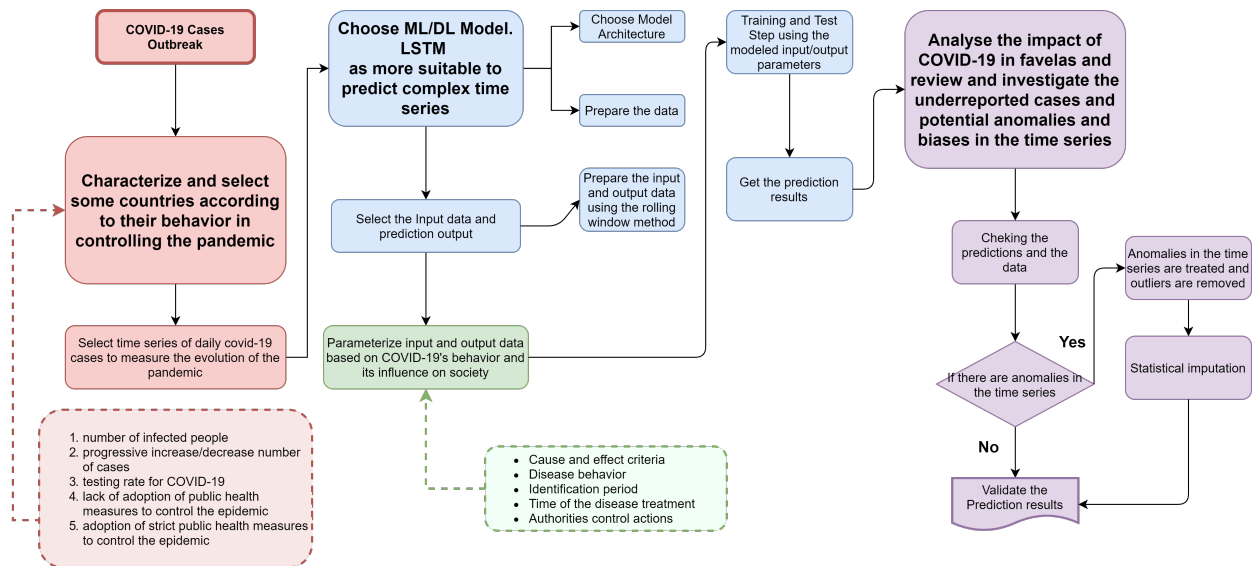 COVID-19 Cases
Outbreak
Characterize and select
some countries according
to their behavior in
controlling the pandemic
Select time series of daily covid-19
cases to measure the evolution of the
pandemic
1. number of infected people
2. progressive increase/decrease number
of cases
3. testing rate for COVID-19
4. lack of adoption of public health
measures to control the epidemic
5. adoption of strict public health measures
to control the epidemic
Choose ML/DL Model.
LSTM
as more suitable to
predict complex time
series
Choose Model
Architecture
Prepare the data
Select the Input data and
prediction output
Prepare the input
and output data
using the rolling
window method
Parameterize input and output data
based on COVID-19's behavior and
its influence on society
• Cause and effect criteria
• Disease behavior
• Identification period
• Time of the disease treatment
• Authorities control actions
Training and Test
Step using the
modeled input/output
parameters
Get the prediction
results
Analyse the impact of
COVID-19 in favelas and
review and investigate the
underreported cases and
potential anomalies and
biases in the time series
Cheking the
predictions and the
data
If there are anomalies in
the time series
Yes
No
Anomalies in the time
series are treated and
outliers are removed
Statistical imputation
Validate the
Prediction results